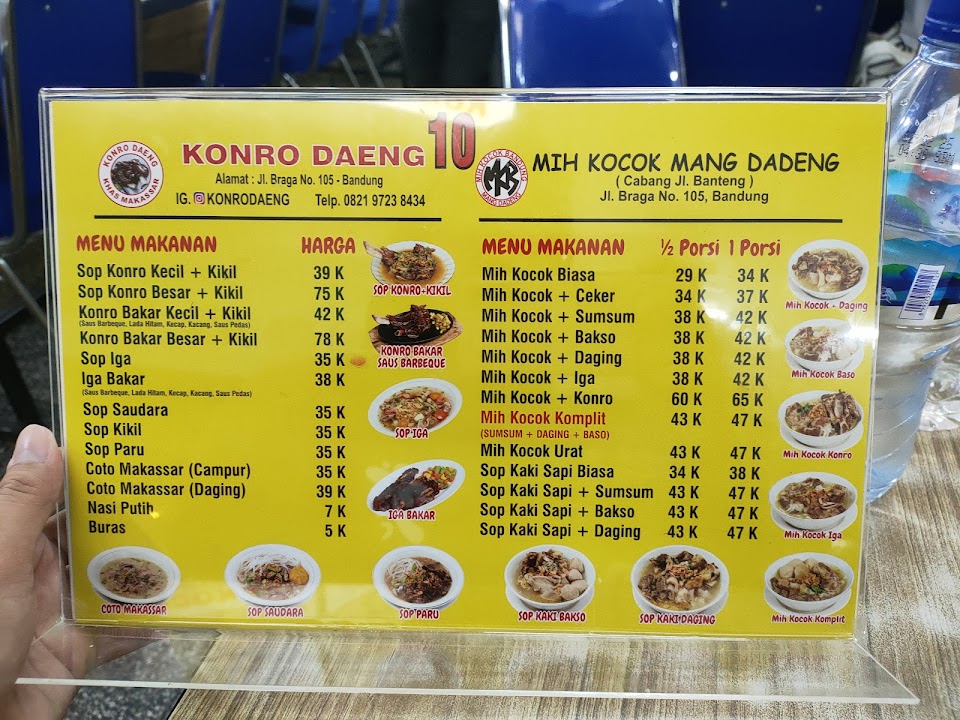 KONRO DAENG
KHAS MAKASSAR
KONRO DAENG
10
Alamat : Jl. Braga No. 105 - Bandung
IG. KONRODAENG Telp. 0821 9723 8434
MENU MAKANAN HARGA
Sop Konro Kecil + Kikil 39 K
Sop Konro Besar + Kikil 75 K
Konro Bakar Kecil + Kikil 42 K
(Saus Barbeque, Lada Hitam, Kecap, Kacang, Saus Pedas)
Konro Bakar Besar + Kikil 78 K
Sop Iga 35 K
Iga Bakar 38 K
(Saus Barbeque, Lada Hitam, Kecap, Kacang, Saus Pedas)
Sop Saudara 35 K
Sop Kikil 35 K
Sop Paru 35 K
Coto Makassar (Campur) 35 K
Coto Makassar (Daging) 39 K
Nasi Putih 7 K
Buras 5 K
SOP KONRO+KIKIL
KONRO BAKAR
SAUS BARBEQUE
SOP IGA
IGA BAKAR
COTO MAKASSAR
SOP SAUDARA
SOP PARU
MIH KOCOK BANDUNG
MKB
MANG DADENG
MIH KOCOK MANG DADENG
( Cabang Jl. Banteng )
Jl. Braga No. 105, Bandung
MENU MAKANAN ½ Porsi 1 Porsi
Mih Kocok Biasa 29 K 34 K
Mih Kocok + Ceker 34 K 37 K
Mih Kocok + Sumsum 38 K 42 K
Mih Kocok + Bakso 38 K 42 K
Mih Kocok + Daging 38 K 42 K
Mih Kocok + Iga 38 K 42 K
Mih Kocok + Konro 60 K 65 K
Mih Kocok Komplit 43 K 47 K
(SUMSUM + DAGING + BASO)
Mih Kocok Urat 43 K 47 K
Sop Kaki Sapi Biasa 34 K 38 K
Sop Kaki Sapi + Sumsum 43 K 47 K
Sop Kaki Sapi + Bakso 43 K 47 K
Sop Kaki Sapi + Daging 43 K 47 K
Mih Kocok + Daging
Mih Kocok Baso
Mih Kocok Konro
Mih Kocok Iga
SOP KAKI BAKSO
SOP KAKI DAGING
Mih Kocok Komplit